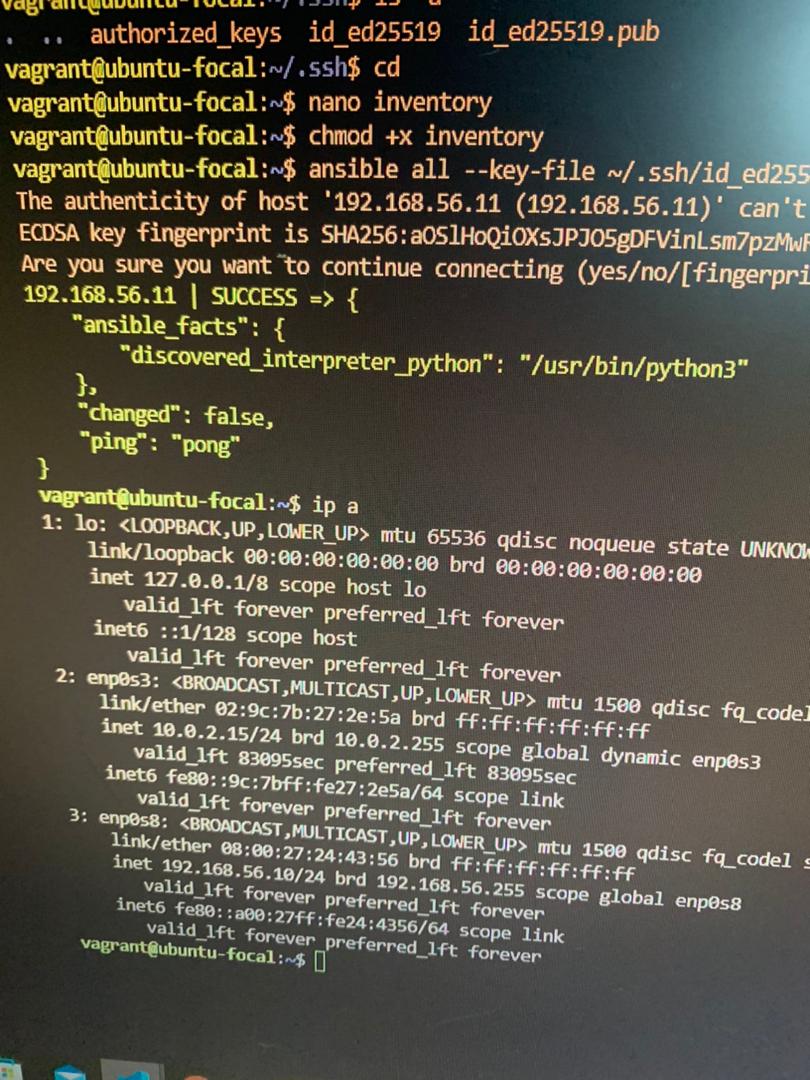 vagrant@ubuntu-focal:~/.ssh$ ls -a
. .. authorized_keys id_ed25519 id_ed25519.pub
vagrant@ubuntu-focal:~/.ssh$ cd
vagrant@ubuntu-focal:~$ nano inventory
vagrant@ubuntu-focal:~$ chmod +x inventory
vagrant@ubuntu-focal:~$ ansible all --key-file ~/.ssh/id_ed255
The authenticity of host '192.168.56.11 (192.168.56.11)' can't
ECDSA key fingerprint is
Are you sure you want to continue connecting (yes/no/[fingerpri
192.168.56.11 | SUCCESS => {
"ansible_facts": {
"discovered_interpreter_python": "/usr/bin/python3"
},
"changed": false,
"ping": "pong"
}
vagrant@ubuntu-focal:~$ ip a
1: lo: <LOOPBACK,UP,LOWER_UP> mtu 65536 qdisc noqueue state UNKNOW
link/loopback 00:00:00:00:00:00 brd 00:00:00:00:00:00
inet 127.0.0.1/8 scope host lo
valid_lft forever preferred_lft forever
inet6 ::1/128 scope host
valid_lft forever preferred_lft forever
2: enp0s3: <BROADCAST,MULTICAST,UP,LOWER_UP> mtu 1500 qdisc fq_codel
link/ether 02:9c:7b:27:2e:5a brd ff:ff:ff:ff:ff:ff
inet 10.0.2.15/24 brd 10.0.2.255 scope global dynamic enp0s3
valid_lft 83095sec preferred_lft 83095sec
inet6 fe80::9c:7bff:fe27:2e5a/64 scope link
valid_lft forever preferred_lft forever
3: enp0s8: <BROADCAST,MULTICAST,UP,LOWER_UP> mtu 1500 qdisc fq_codel s
link/ether 08:00:27:24:43:56 brd ff:ff:ff:ff:ff:ff
inet 192.168.56.10/24 brd 192.168.56.255 scope global enp0s8
valid_lft forever preferred_lft forever
inet6 fe80::a00:27ff:fe24:4356/64 scope link
valid_lft forever preferred_lft forever
vagrant@ubuntu-focal:~$